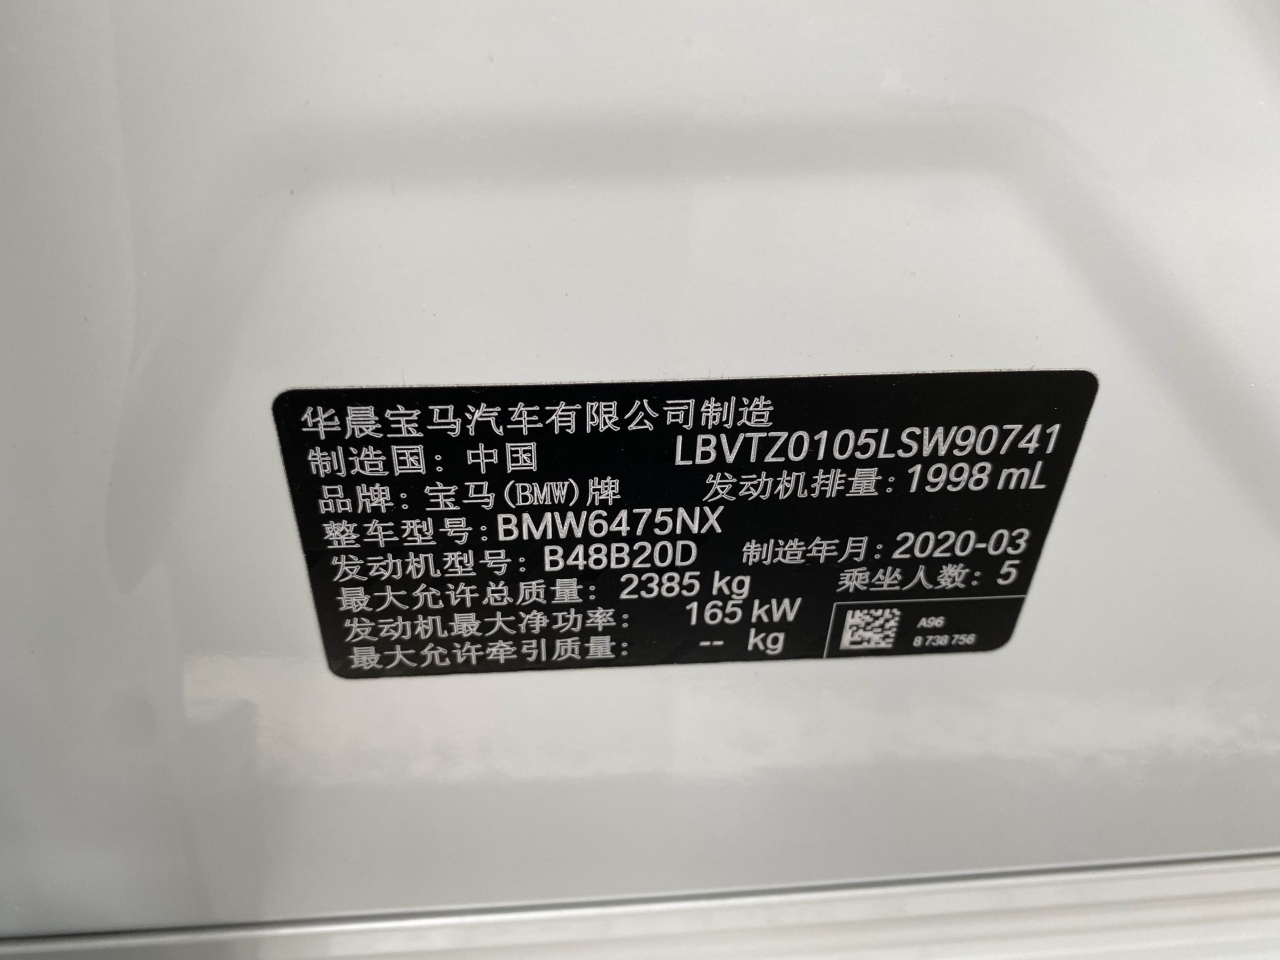 华晨宝马汽车有限公司制造
制造国：中国 LBVTZ0105LSW90741
品牌：宝马(BMW)牌 发动机排量：1998 mL
整车型号：BMW6475NX
发动机型号：B48B20D 制造年月：2020-03
最大允许总质量：2385 kg 乘坐人数：5
发动机最大净功率：165 kW
最大允许牵引质量：-- kg
A96
8 738 756